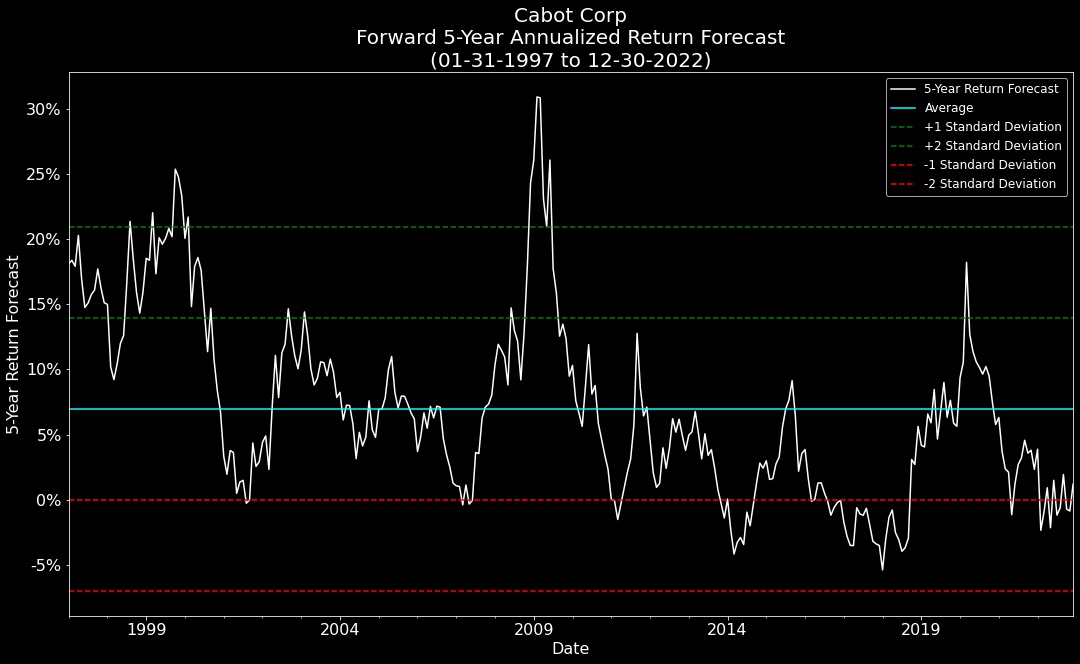 Cabot Corp
Forward 5-Year Annualized Return Forecast
(01-31-1997 to 12-30-2022)
5-Year Return Forecast
Average
+1 Standard Deviation
+2 Standard Deviation
-1 Standard Deviation
-2 Standard Deviation
5-Year Return Forecast
30%
25%
20%
15%
10%
5%
0%
-5%
1999
2004
2009
2014
2019
Date